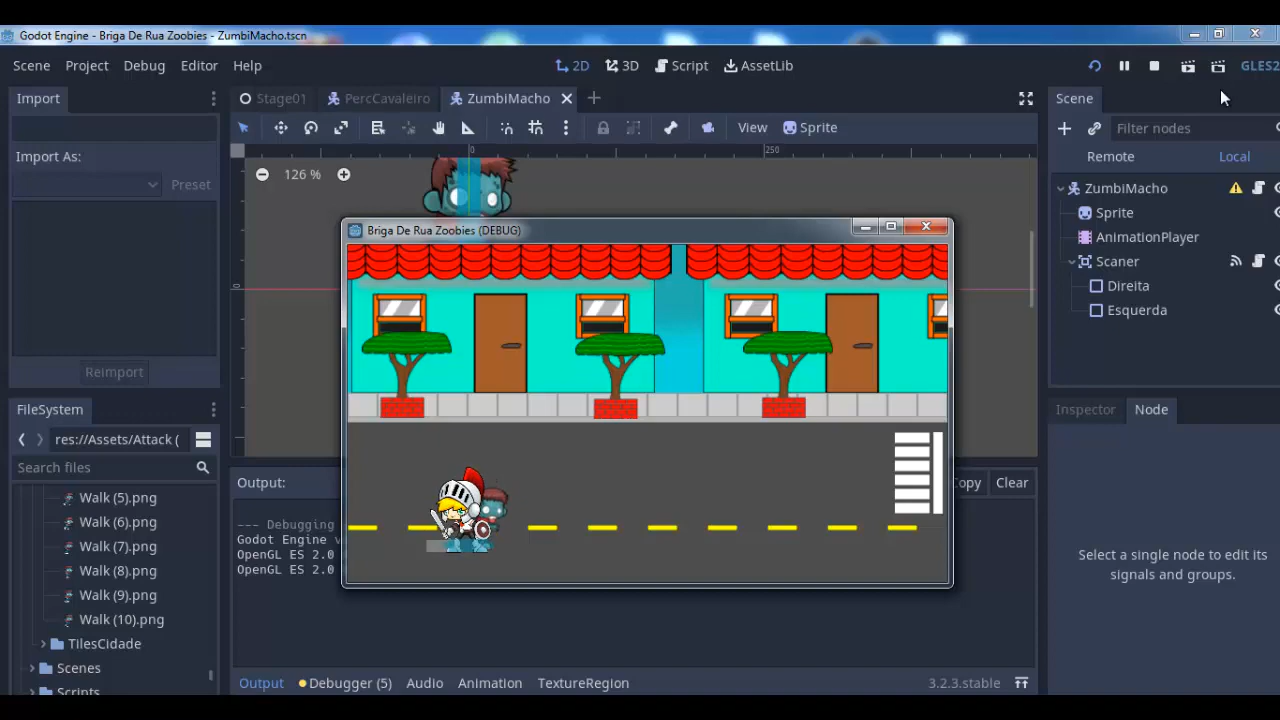 Godot Engine - Briga De Rua Zoobies - ZumbiMacho.tscn
Scene Project Debug Editor Help
2D 3D Script AssetLib
GLES2
Import
Stage01 PercCavaleiro ZumbiMacho
Scene
View Sprite
Filter nodes
Import As:
Preset
0 250
126 %
Remote Local
ZumbiMacho
Sprite
AnimationPlayer
Scaner
Direita
Esquerda
Briga De Rua Zoobies (DEBUG)
0
Reimport
FileSystem
Inspector Node
res://Assets/Attack (
Search files
Output:
Copy Clear
Walk (5).png
Walk (6).png
Walk (7).png
Walk (8).png
Walk (9).png
Walk (10).png
TilesCidade
Scenes
Scripts
--- Debugging
Godot Engine v
OpenGL ES 2.0
OpenGL ES 2.0
Select a single node to edit its
signals and groups.
Output Debugger (5) Audio Animation TextureRegion 3.2.3.stable